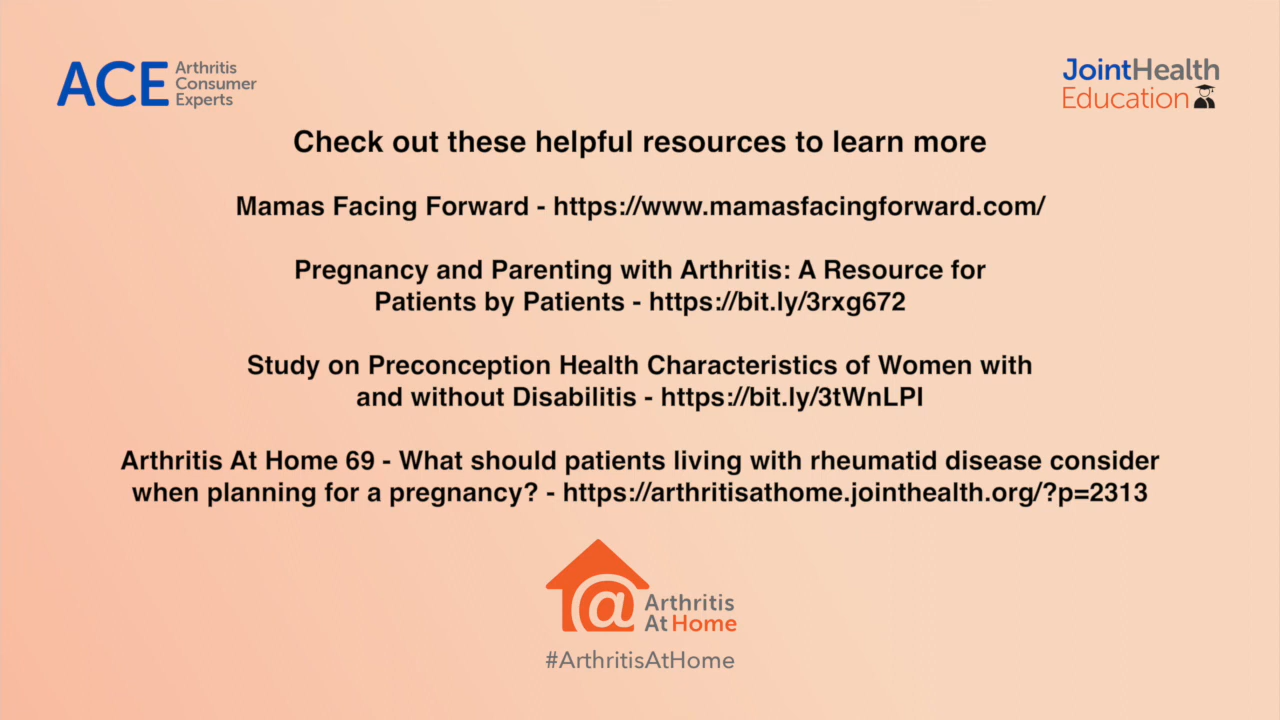 ACE Arthritis
Consumer
Experts
JointHealth
Education
Check out these helpful resources to learn more
Mamas Facing Forward - https://www.mamasfacingforward.com/
Pregnancy and Parenting with Arthritis: A Resource for
Patients by Patients - https://bit.ly/3rxg672
Study on Preconception Health Characteristics of Women with
and without Disabilitis - https://bit.ly/3tWnLPI
Arthritis At Home 69 - What should patients living with rheumatid disease consider
when planning for a pregnancy? - https://arthritisathome.jointhealth.org/?p=2313
@ Arthritis
At Home
#ArthritisAtHome